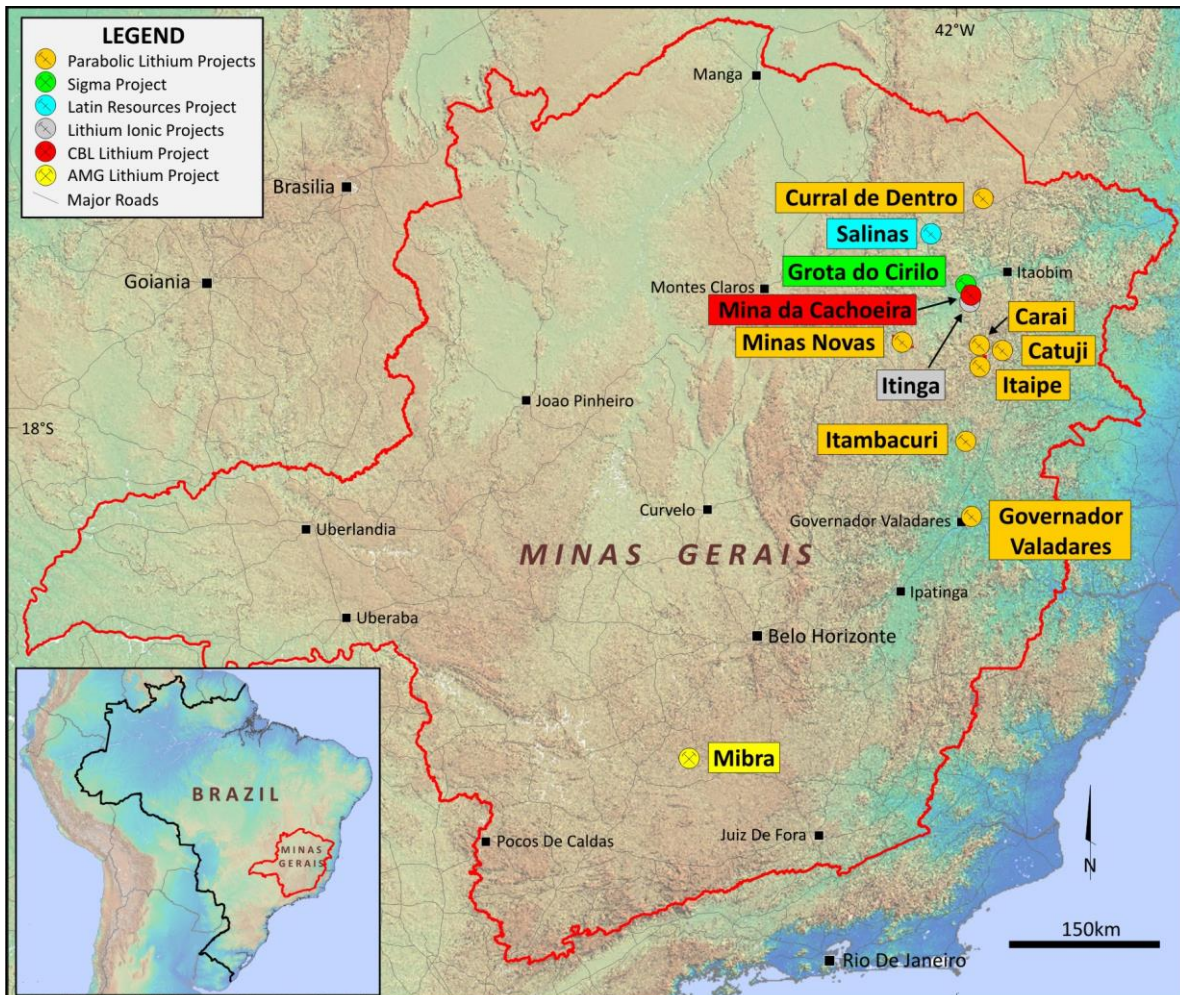 LEGEND
Parabolic Lithium Projects
Sigma Project
Latin Resources Project
Lithium Ionic Projects
CBL Lithium Project
AMG Lithium Project
Major Roads
42°W
Manga
Brasilia
Curral de Dentro
Salinas
Goiania
Grota do Cirilo
Itaobim
Montes Claros
Mina da Cachoeira
Carai
Minas Novas
Catuji
Itinga
Itaipe
Joao Pinheiro
18°S
Itambacuri
Curvelo
Governador Valadares
Governador
Valadares
Uberlandia
MINAS GERAIS
Ipatinga
Uberaba
Belo Horizonte
Mibra
BRAZIL
MINAS
GERAIS
Pocos De Caldas
Juiz De Fora
N
150km
Rio De Janeiro